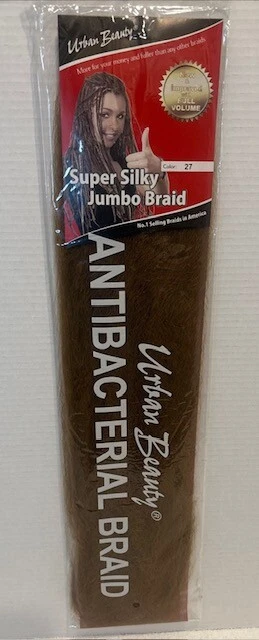 Urban Beauty
More for your money and fuller than any other braids
FULL
VOLUME
Color: 27
Super Silky
Jumbo Braid
No.1 Selling Braids in America
Urban Beauty®
ANTIBACTERIAL BRAID